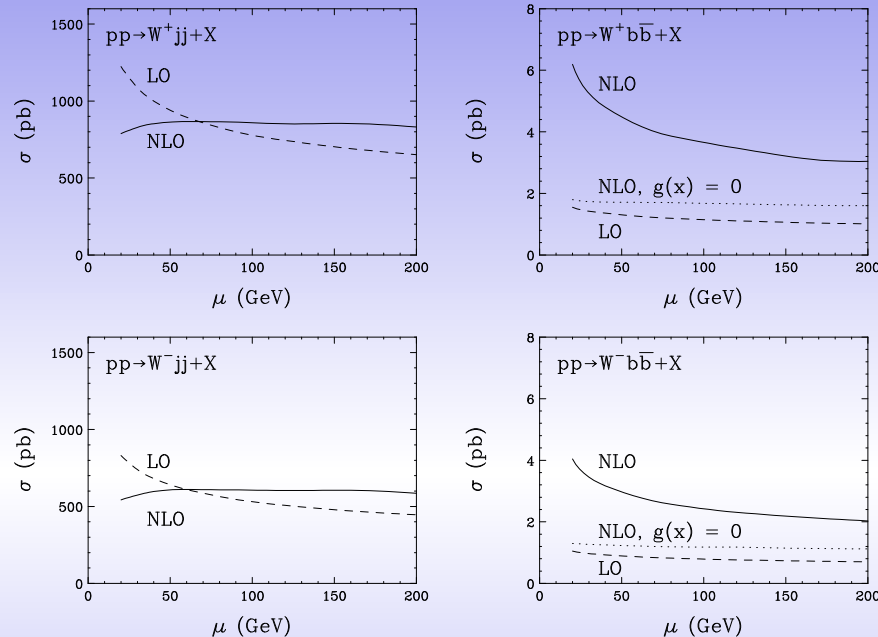 pp→W⁺jj+X
LO
NLO
σ (pb)
1500
1000
500
0
0 50 100 150 200
μ (GeV)
pp→W⁺bb̅+X
NLO
NLO, g(x) = 0
LO
σ (pb)
8
6
4
2
0
0 50 100 150 200
μ (GeV)
pp→W⁻jj+X
LO
NLO
σ (pb)
1500
1000
500
0
0 50 100 150 200
μ (GeV)
pp→W⁻bb̅+X
NLO
NLO, g(x) = 0
LO
σ (pb)
8
6
4
2
0
0 50 100 150 200
μ (GeV)